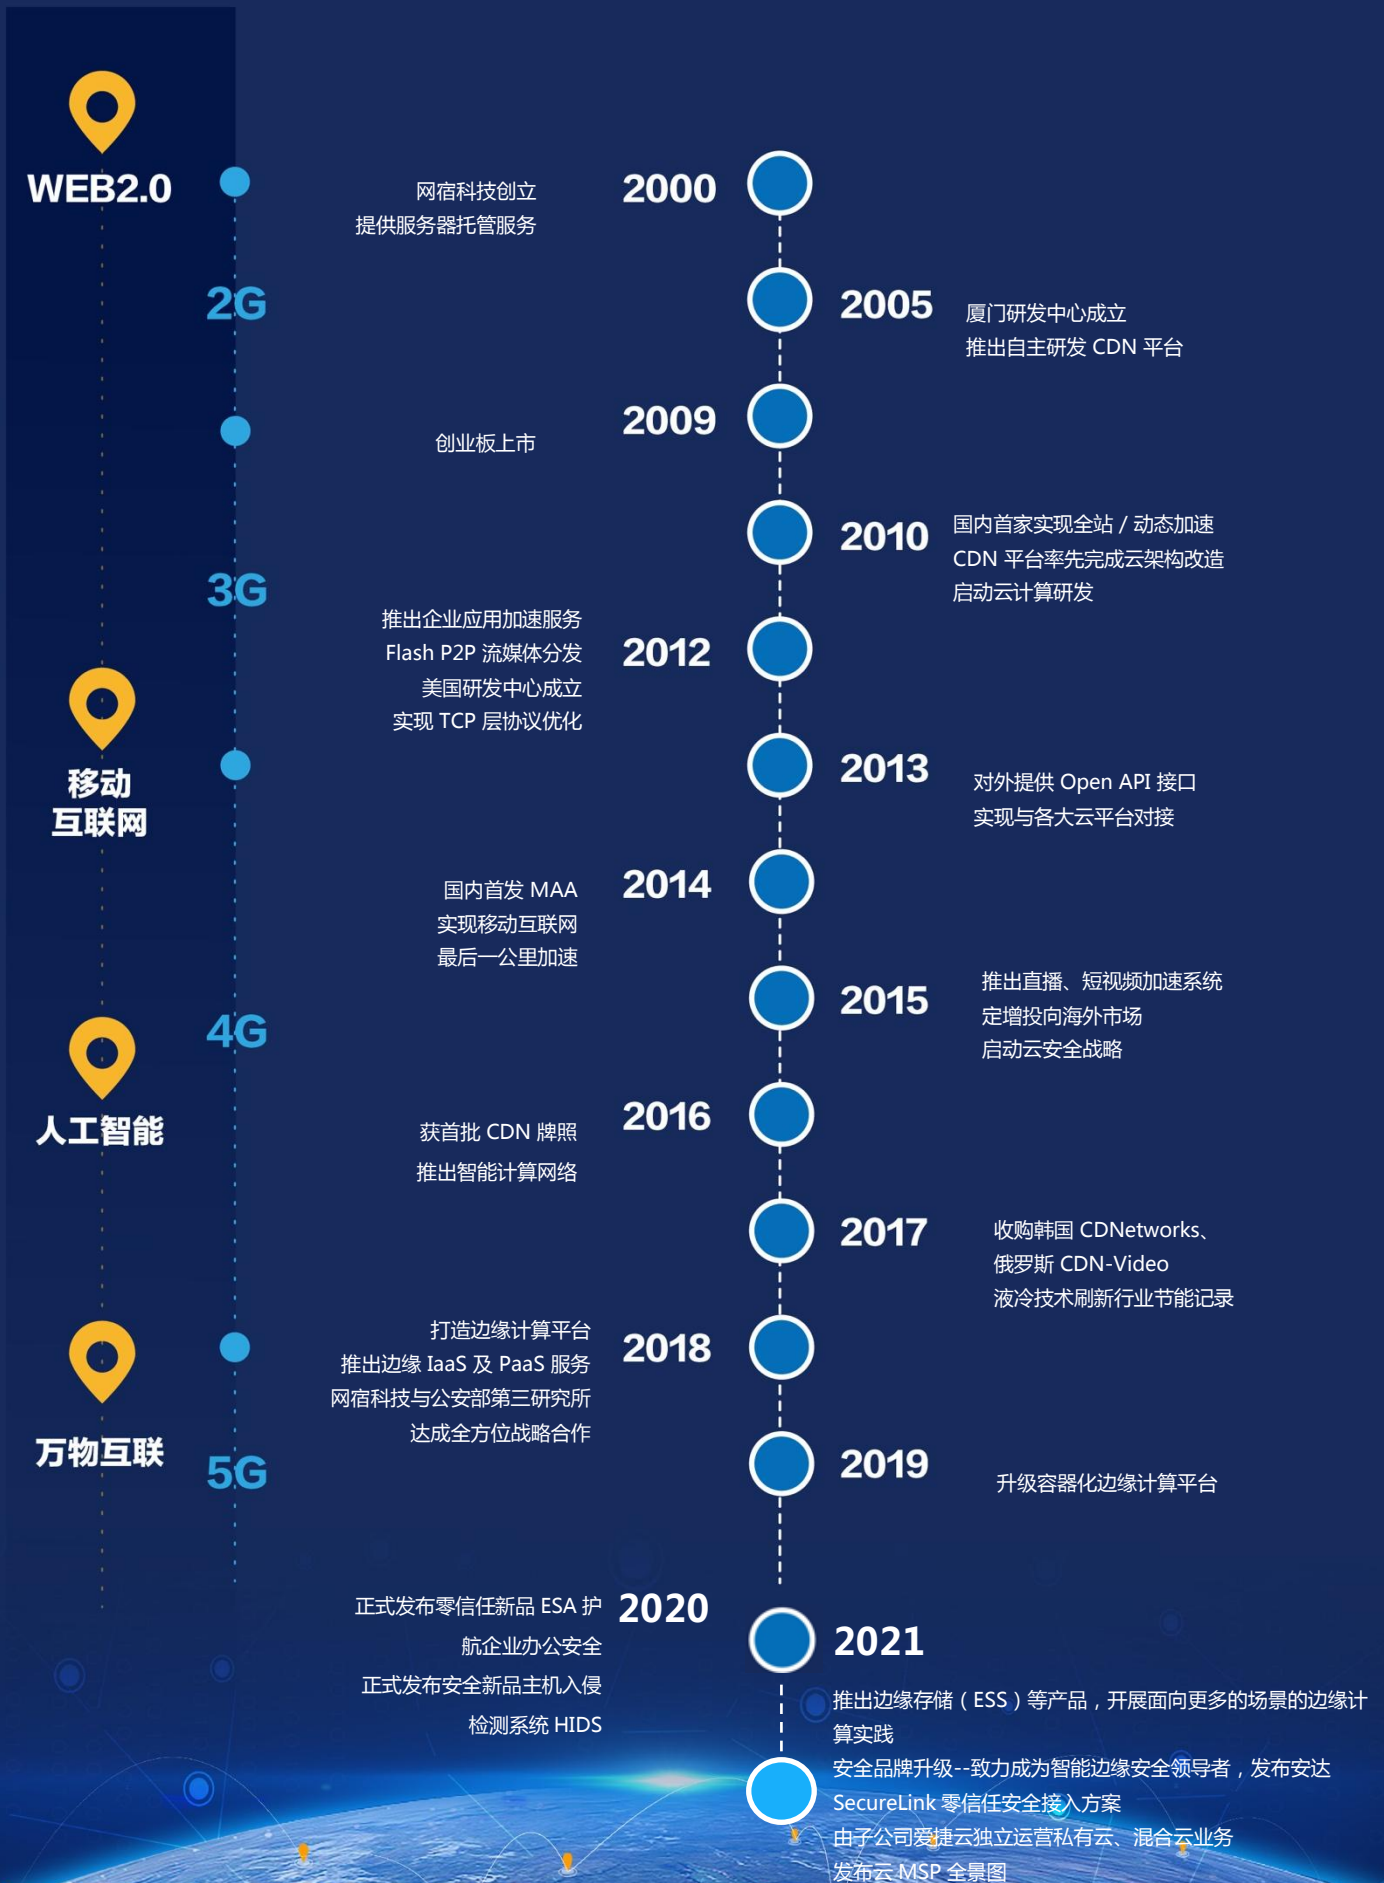 WEB2.0
2G
3G
移动
互联网
4G
人工智能
万物互联
5G
2000
网宿科技创立
提供服务器托管服务
2005
厦门研发中心成立
推出自主研发 CDN 平台
2009
创业板上市
2010
国内首家实现全站 / 动态加速
CDN 平台率先完成云架构改造
启动云计算研发
2012
推出企业应用加速服务
Flash P2P 流媒体分发
美国研发中心成立
实现 TCP 层协议优化
2013
对外提供 Open API 接口
实现与各大云平台对接
2014
国内首发 MAA
实现移动互联网
最后一公里加速
2015
推出直播、短视频加速系统
定增投向海外市场
启动云安全战略
2016
获首批 CDN 牌照
推出智能计算网络
2017
收购韩国 CDNetworks、
俄罗斯 CDN-Video
液冷技术刷新行业节能记录
2018
打造边缘计算平台
推出边缘 IaaS 及 PaaS 服务
网宿科技与公安部第三研究所
达成全方位战略合作
2019
升级容器化边缘计算平台
2020
正式发布零信任新品 ESA 护
航企业办公安全
正式发布安全新品主机入侵
检测系统 HIDS
2021
推出边缘存储（ESS）等产品，开展面向更多的场景的边缘计
算实践
安全品牌升级--致力成为智能边缘安全领导者，发布安达
SecureLink 零信任安全接入方案
由子公司爱捷云独立运营私有云、混合云业务
发布云 MSP 全景图